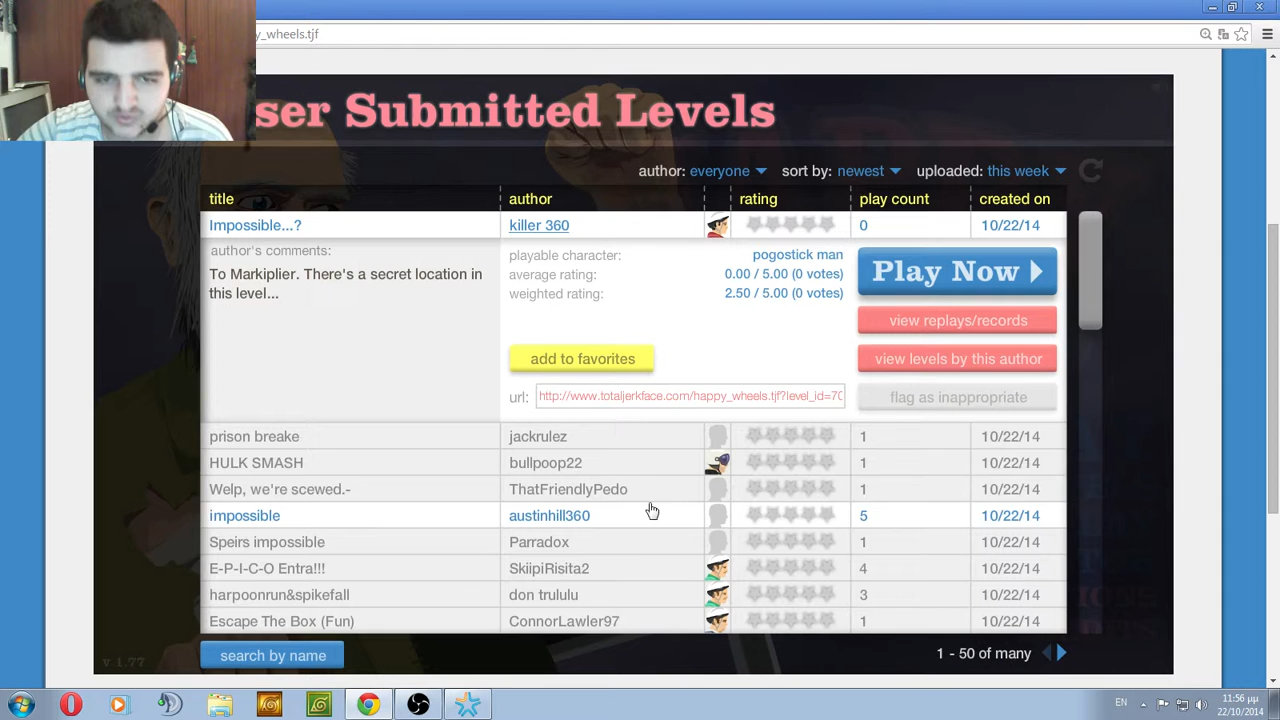 y_wheels.tjf
ser Submitted Levels
author: everyone sort by: newest uploaded: this week
title author rating play count created on
Impossible...? killer 360 0 10/22/14
author's comments:
To Markiplier. There's a secret location in
this level...
playable character: pogostick man
average rating: 0.00 / 5.00 (0 votes)
weighted rating: 2.50 / 5.00 (0 votes)
add to favorites
url: http://www.totaljerkface.com/happy_wheels.tjf?level_id=70
Play Now
view replays/records
view levels by this author
flag as inappropriate
prison breake jackrulez 1 10/22/14
HULK SMASH bullpoop22 1 10/22/14
Welp, we're scewed.- ThatFriendlyPedo 1 10/22/14
impossible austinhill360 5 10/22/14
Speirs impossible Parradox 1 10/22/14
E-P-I-C-O Entra!!! SkiipiRisita2 4 10/22/14
harpoonrun&spikefall don trululu 3 10/22/14
Escape The Box (Fun) ConnorLawler97 1 10/22/14
search by name 1 - 50 of many
v 1.77
EN 11:56 μμ
22/10/2014